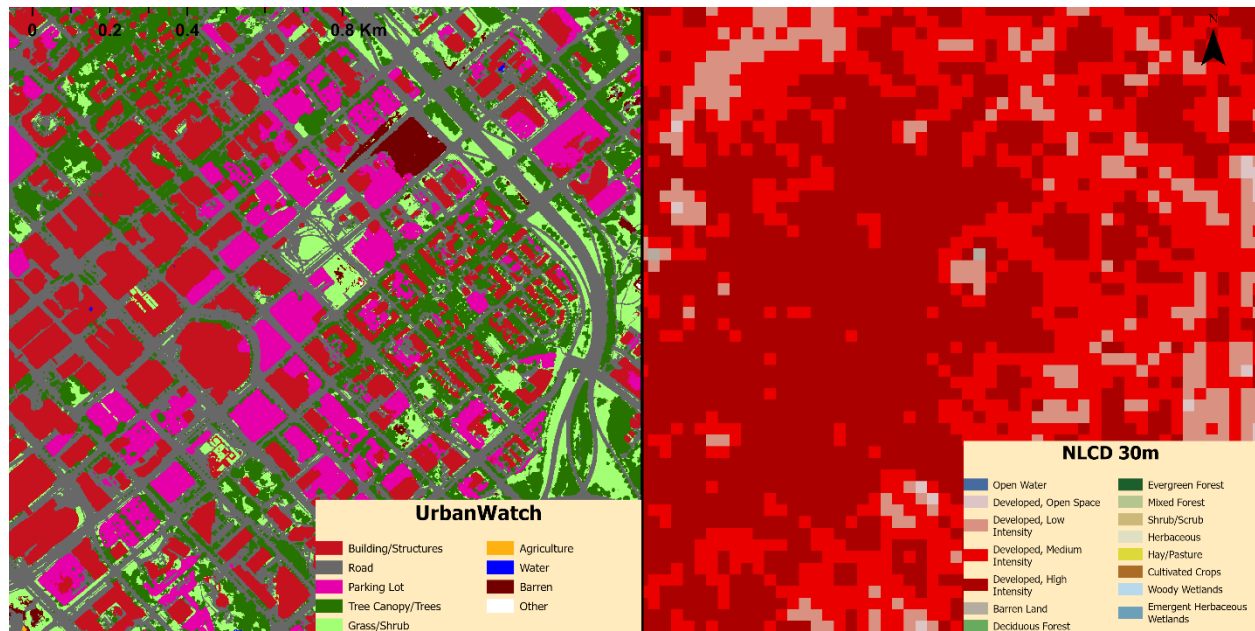 0 0.2 0.4 0.8 Km
N
UrbanWatch
Building/Structures
Road
Parking Lot
Tree Canopy/Trees
Grass/Shrub
Agriculture
Water
Barren
Other
NLCD 30m
Open Water
Developed, Open Space
Developed, Low
Intensity
Developed, Medium
Intensity
Developed, High
Intensity
Barren Land
Deciduous Forest
Evergreen Forest
Mixed Forest
Shrub/Scrub
Herbaceous
Hay/Pasture
Cultivated Crops
Woody Wetlands
Emergent Herbaceous
Wetlands